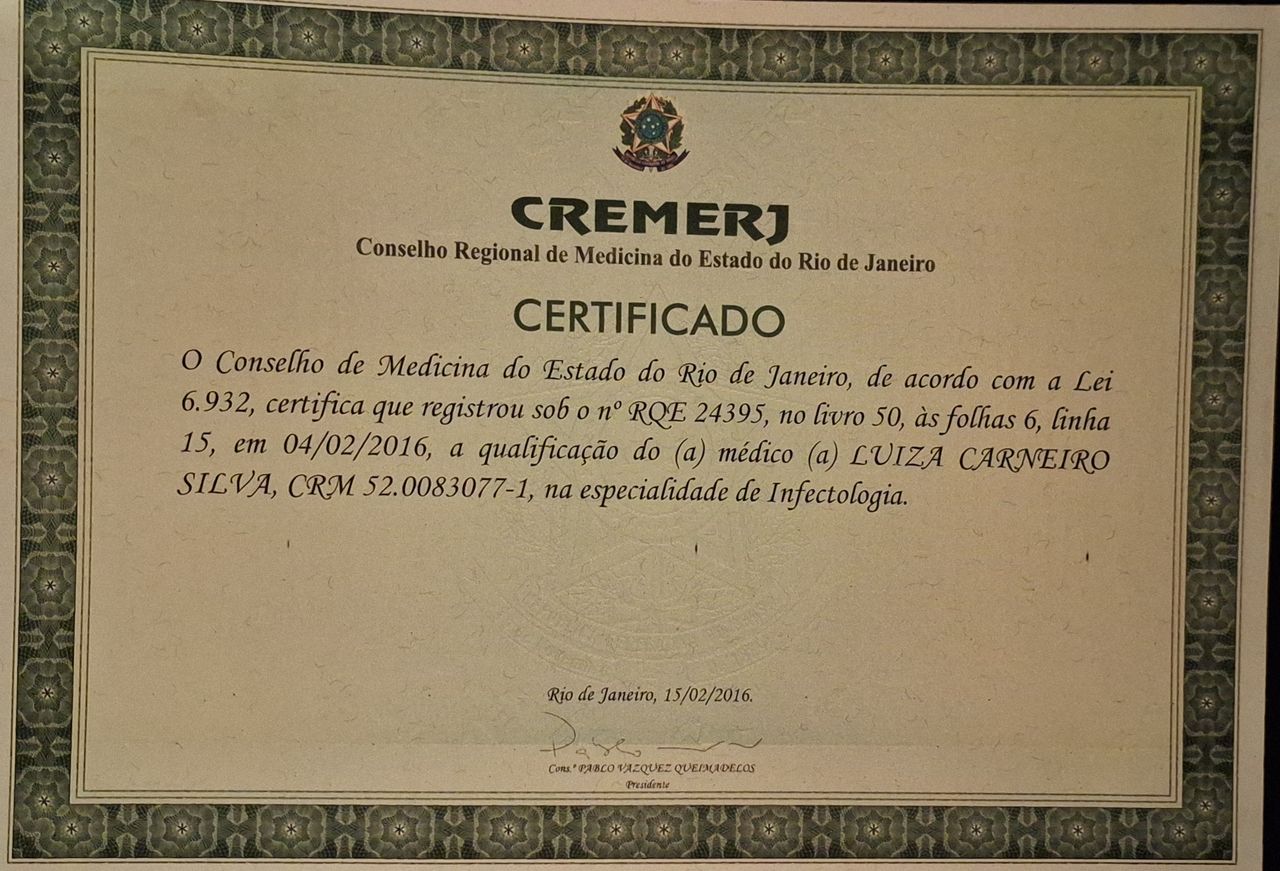 CREMERJ
Conselho Regional de Medicina do Estado do Rio de Janeiro
CERTIFICADO
O Conselho de Medicina do Estado do Rio de Janeiro, de acordo com a Lei
6.932, certifica que registrou sob o nº RQE 24395, no livro 50, às folhas 6, linha
15, em 04/02/2016, a qualificação do (a) médico (a) LUIZA CARNEIRO
SILVA, CRM 52.0083077-1, na especialidade de Infectologia.
Rio de Janeiro, 15/02/2016.
Cons.º PABLO VAZQUEZ QUEIMADELOS
Presidente